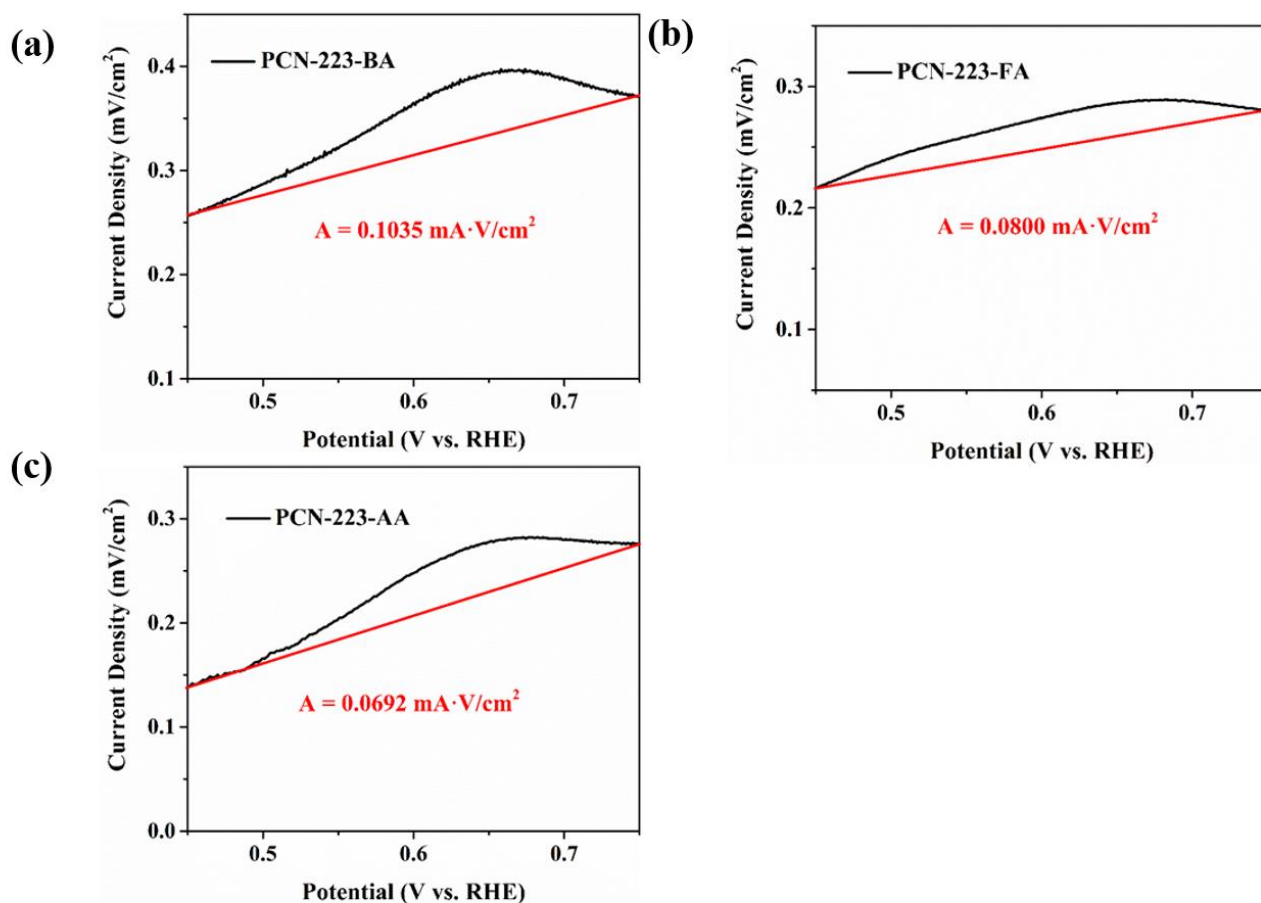 (a)
PCN-223-BA
Current Density (mV/cm²)
0.4
0.3
0.2
0.1
A = 0.1035 mA·V/cm²
0.5 0.6 0.7
Potential (V vs. RHE)
(b)
PCN-223-FA
Current Density (mV/cm²)
0.3
0.2
0.1
A = 0.0800 mA·V/cm²
0.5 0.6 0.7
Potential (V vs. RHE)
(c)
PCN-223-AA
Current Density (mV/cm²)
0.3
0.2
0.1
0.0
A = 0.0692 mA·V/cm²
0.5 0.6 0.7
Potential (V vs. RHE)